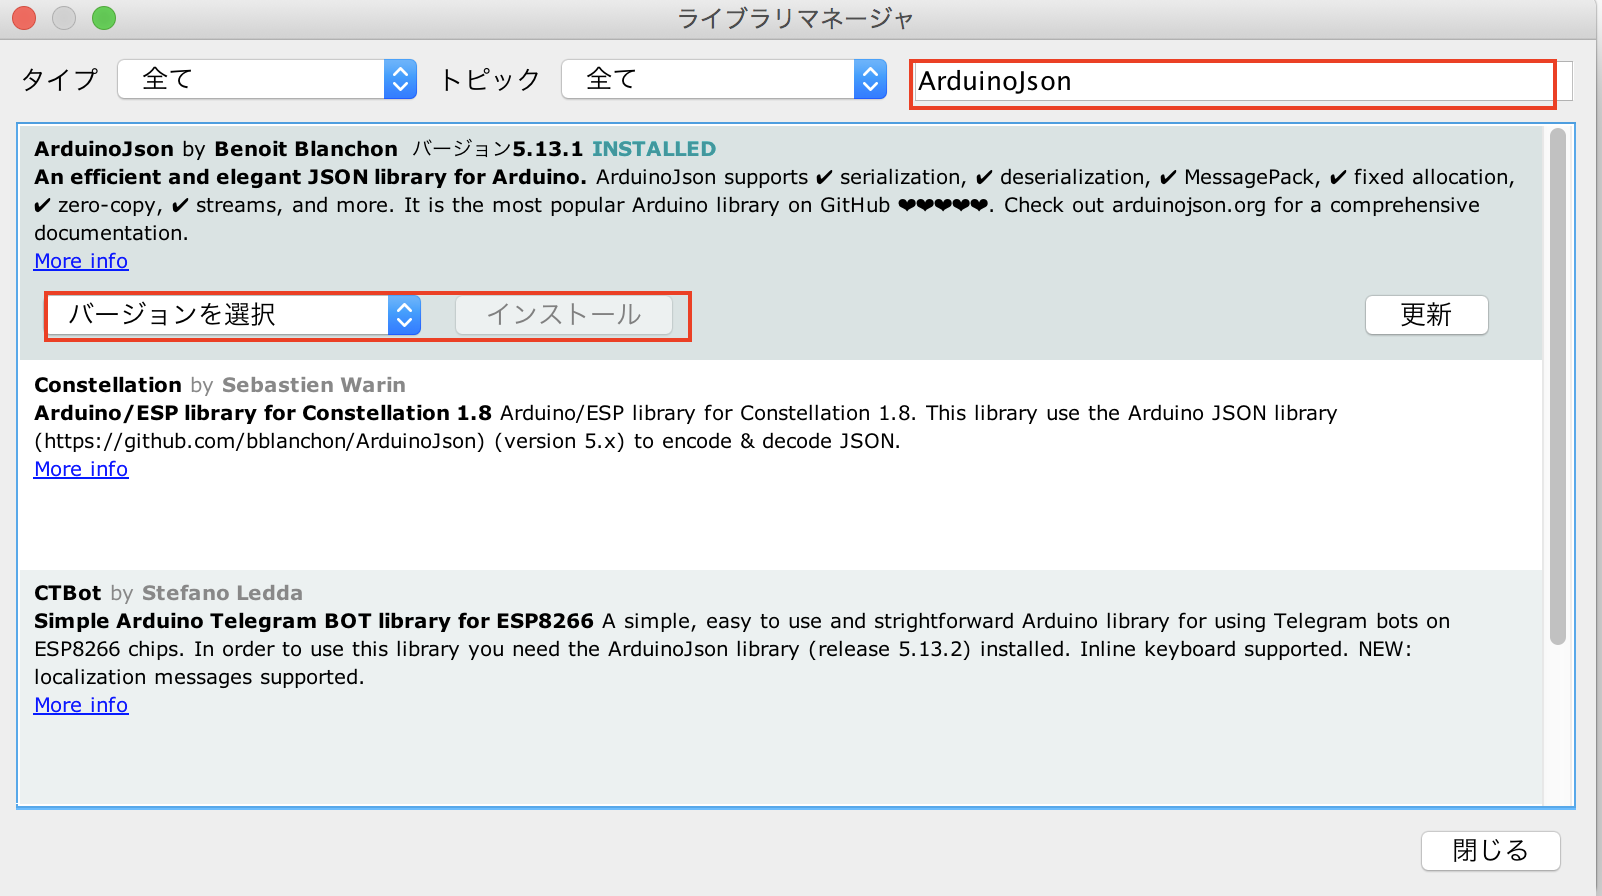 ライブラリマネージャ
タイプ 全て トピック 全て ArduinoJson
ArduinoJson by Benoit Blanchon バージョン5.13.1 INSTALLED
An efficient and elegant JSON library for Arduino. ArduinoJson supports ✔ serialization, ✔ deserialization, ✔ MessagePack, ✔ fixed allocation,
✔ zero-copy, ✔ streams, and more. It is the most popular Arduino library on GitHub ❤❤❤❤❤. Check out arduinojson.org for a comprehensive
documentation.
More info
バージョンを選択 インストール 更新
Constellation by Sebastien Warin
Arduino/ESP library for Constellation 1.8 Arduino/ESP library for Constellation 1.8. This library use the Arduino JSON library
(https://github.com/bblanchon/ArduinoJson) (version 5.x) to encode & decode JSON.
More info
CTBot by Stefano Ledda
Simple Arduino Telegram BOT library for ESP8266 A simple, easy to use and strightforward Arduino library for using Telegram bots on
ESP8266 chips. In order to use this library you need the ArduinoJson library (release 5.13.2) installed. Inline keyboard supported. NEW:
localization messages supported.
More info
閉じる